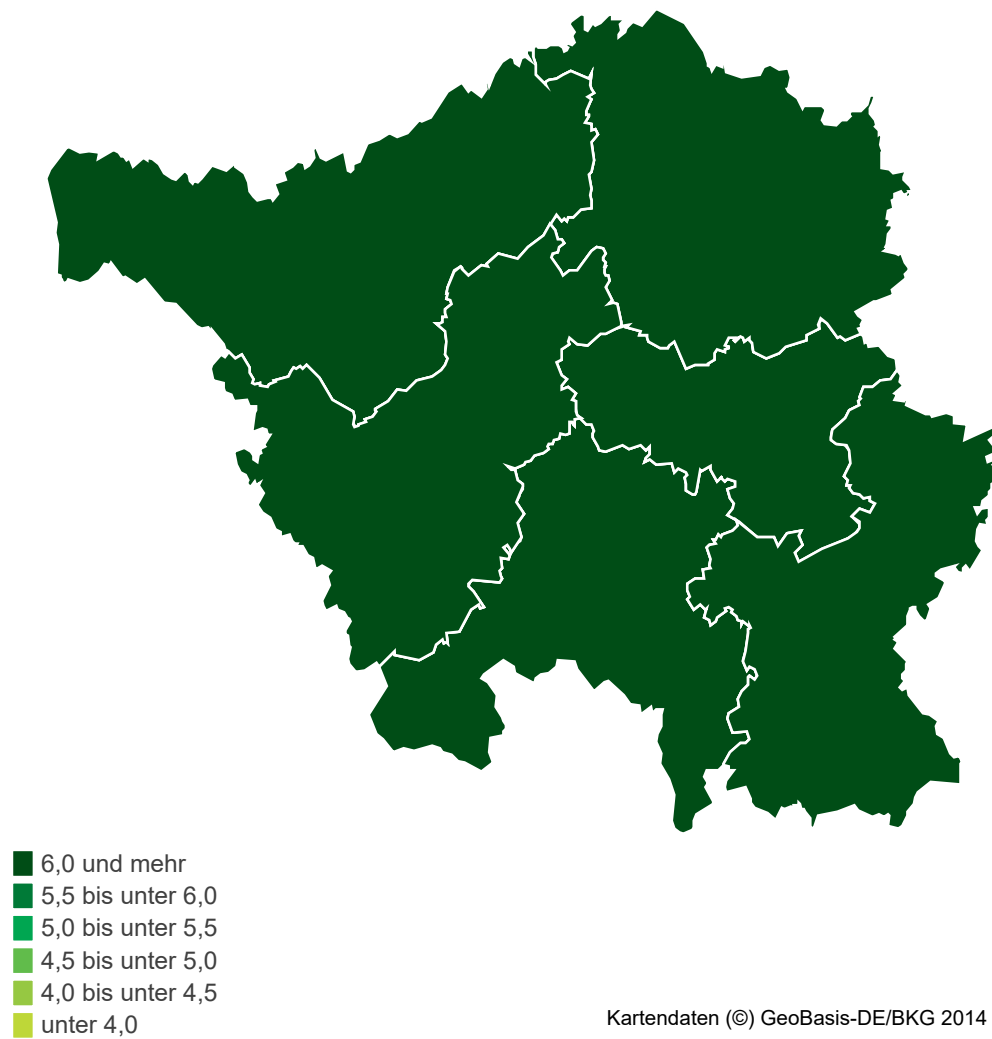 6,0 und mehr
5,5 bis unter 6,0
5,0 bis unter 5,5
4,5 bis unter 5,0
4,0 bis unter 4,5
unter 4,0
Kartendaten (©) GeoBasis-DE/BKG 2014